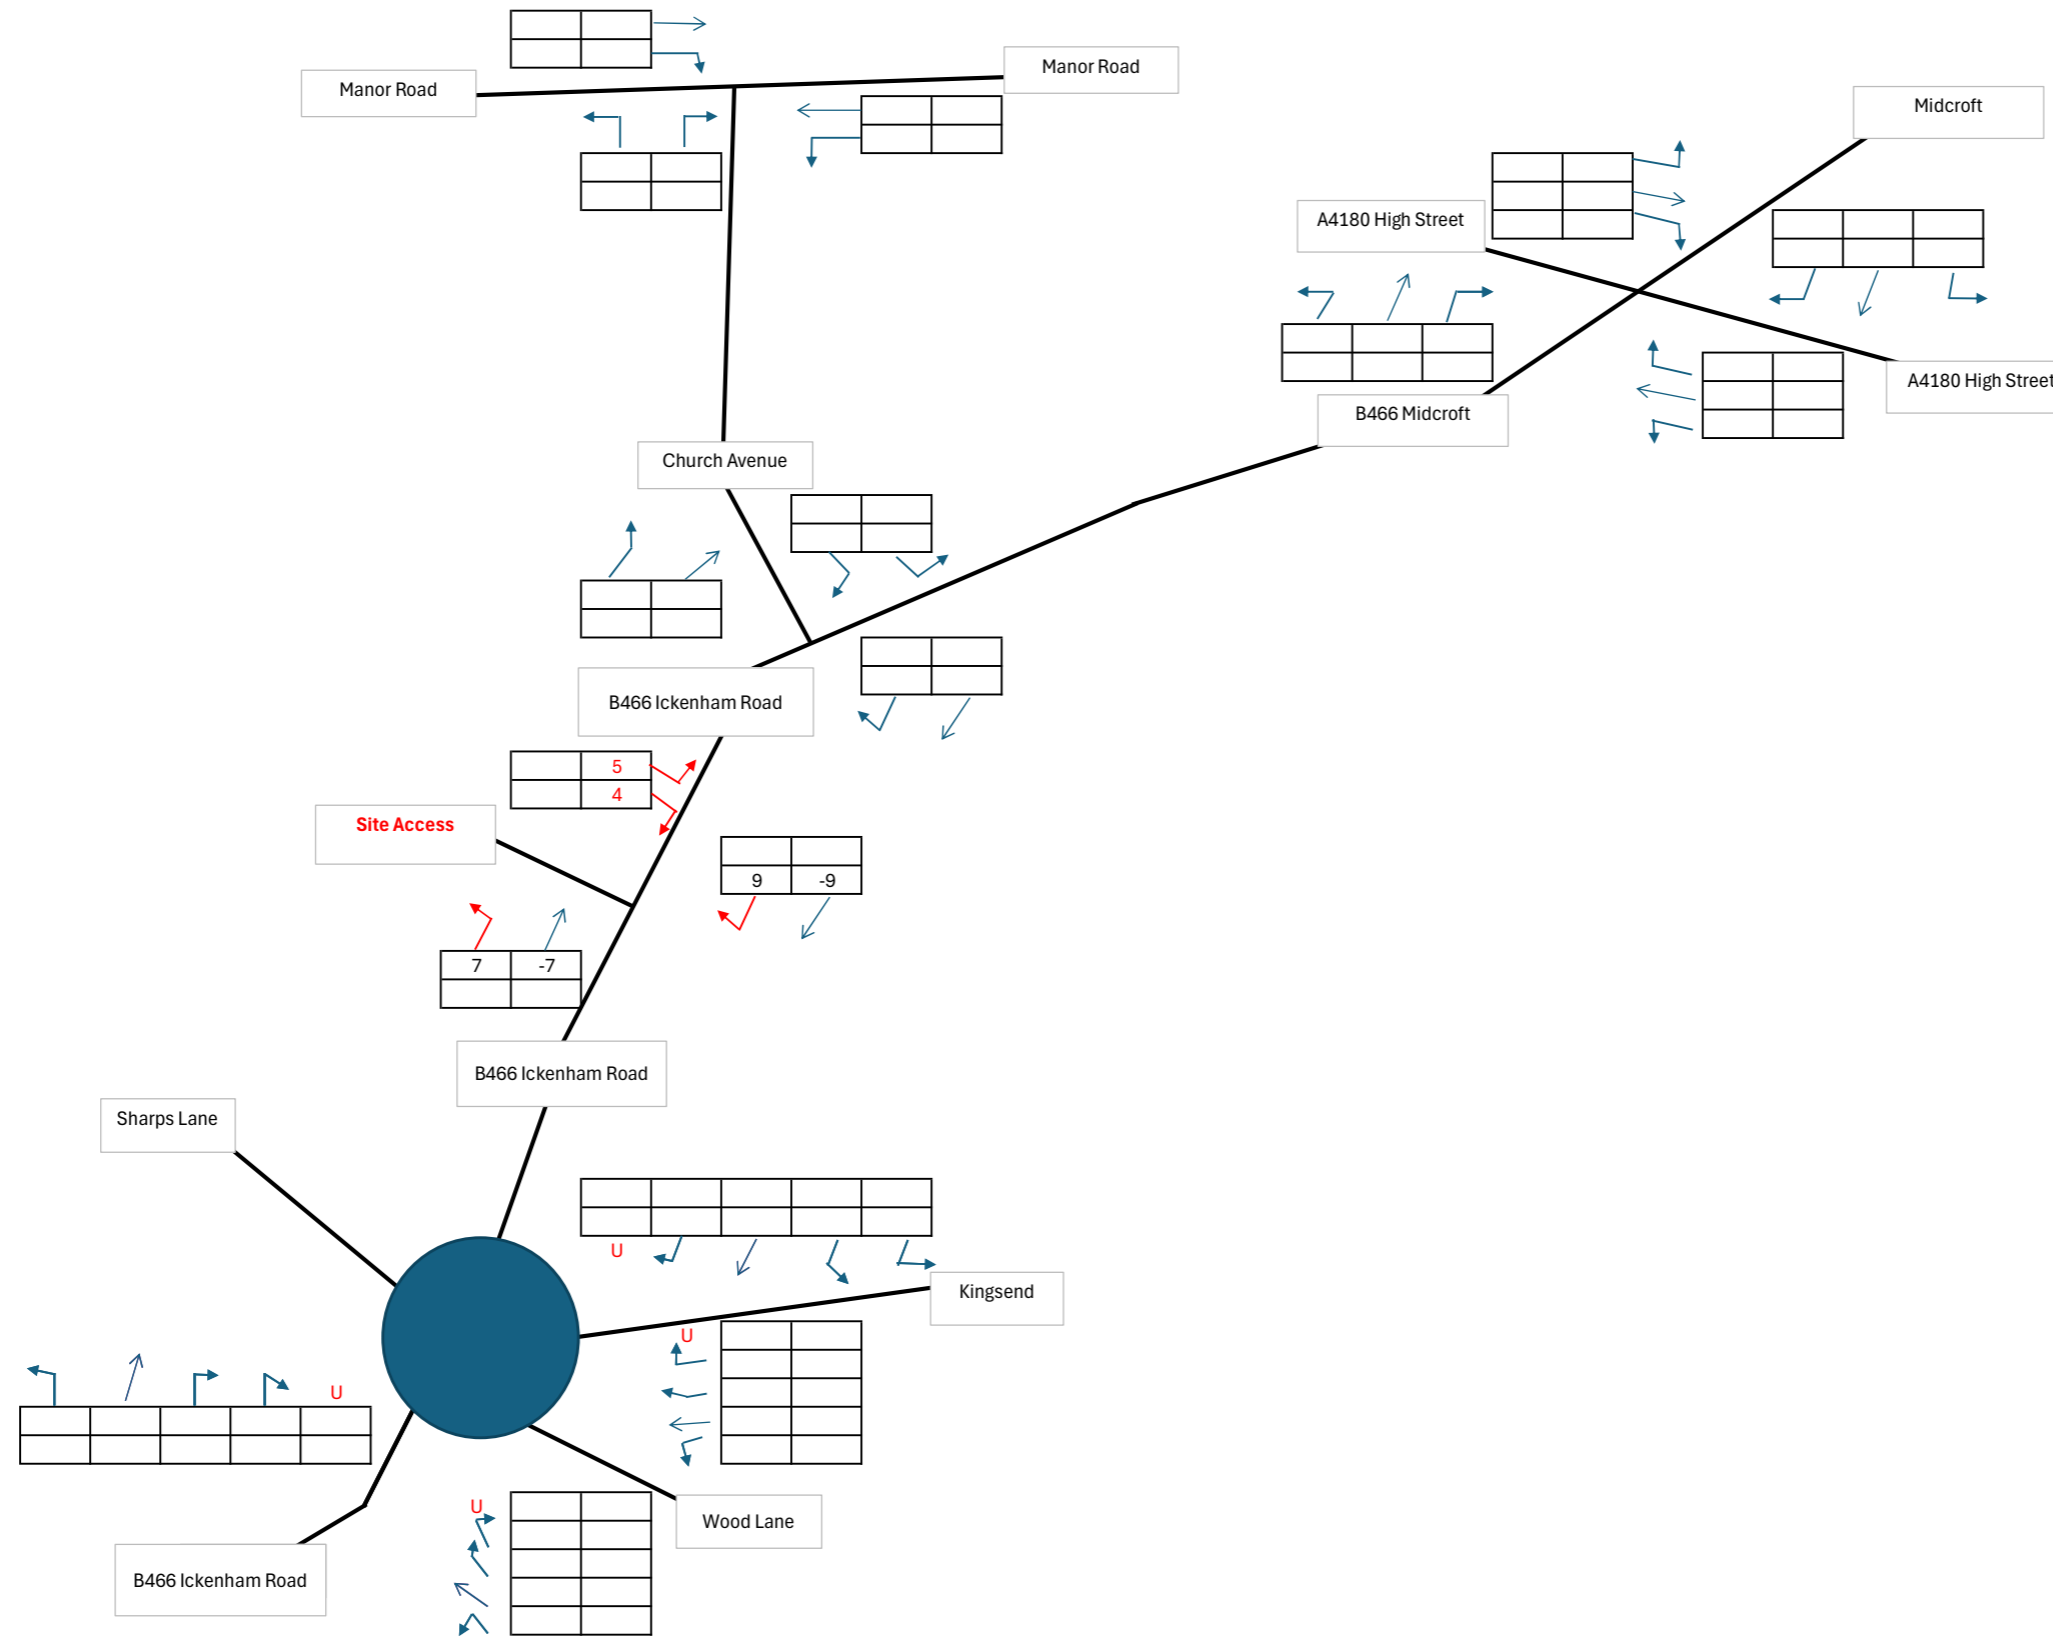 Manor Road
Manor Road
Midcroft
A4180 High Street
A4180 High Street
B466 Midcroft
Church Avenue
B466 Ickenham Road
5
4
Site Access
9 -9
7 -7
B466 Ickenham Road
Sharps Lane
U
Kingsend
U
U
U
Wood Lane
B466 Ickenham Road